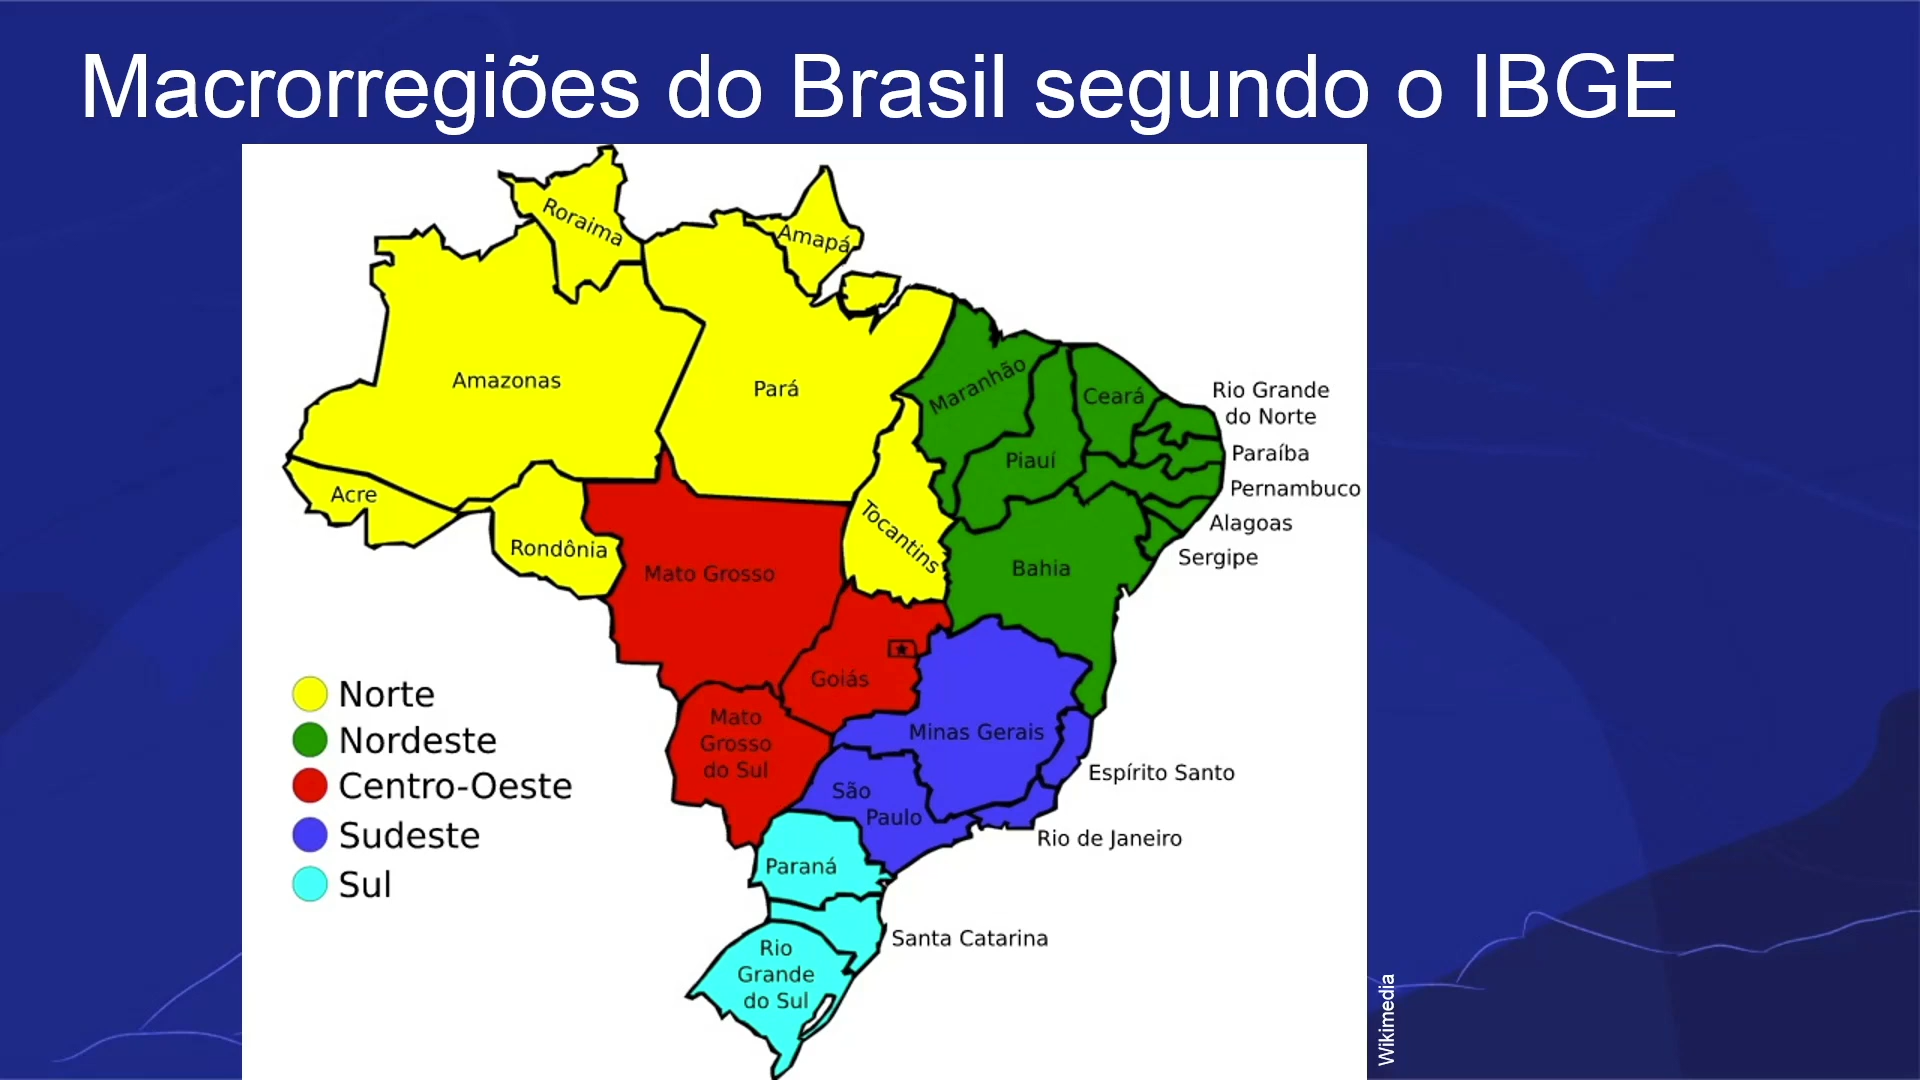 Macrorregiões do Brasil segundo o IBGE
Roraima
Amapá
Amazonas
Pará
Maranhão
Ceará
Rio Grande
do Norte
Paraíba
Piauí
Pernambuco
Acre
Alagoas
Tocantins
Rondônia
Sergipe
Mato Grosso
Bahia
Goiás
Mato
Grosso
do Sul
Minas Gerais
Espírito Santo
São
Paulo
Rio de Janeiro
Paraná
Santa Catarina
Rio
Grande
do Sul
Norte
Nordeste
Centro-Oeste
Sudeste
Sul
Wikimedia